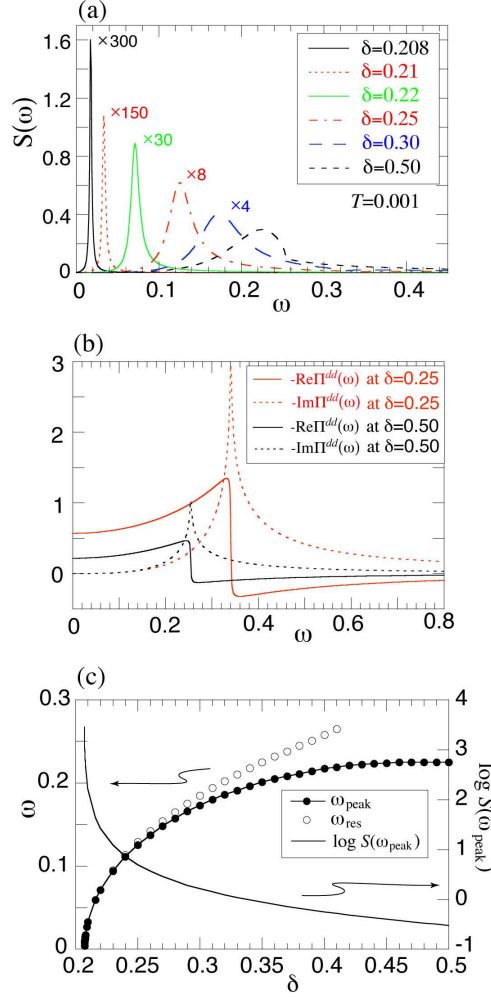 (a)
1.6
1.2
0.8
0.4
0
S(ω)
×300
×150
×30
×8
×4
δ=0.208
δ=0.21
δ=0.22
δ=0.25
δ=0.30
δ=0.50
T=0.001
0 0.1 0.2 0.3 0.4
ω
(b)
3
2
1
0
-ReΠ^dd(ω) at δ=0.25
-ImΠ^dd(ω) at δ=0.25
-ReΠ^dd(ω) at δ=0.50
-ImΠ^dd(ω) at δ=0.50
0 0.2 0.4 0.6 0.8
ω
(c)
0.3
0.2
0.1
0
ω
4
3
2
1
0
-1
log S(ω_peak)
ω_peak
ω_res
log S(ω_peak)
0.2 0.25 0.3 0.35 0.4 0.45 0.5
δ